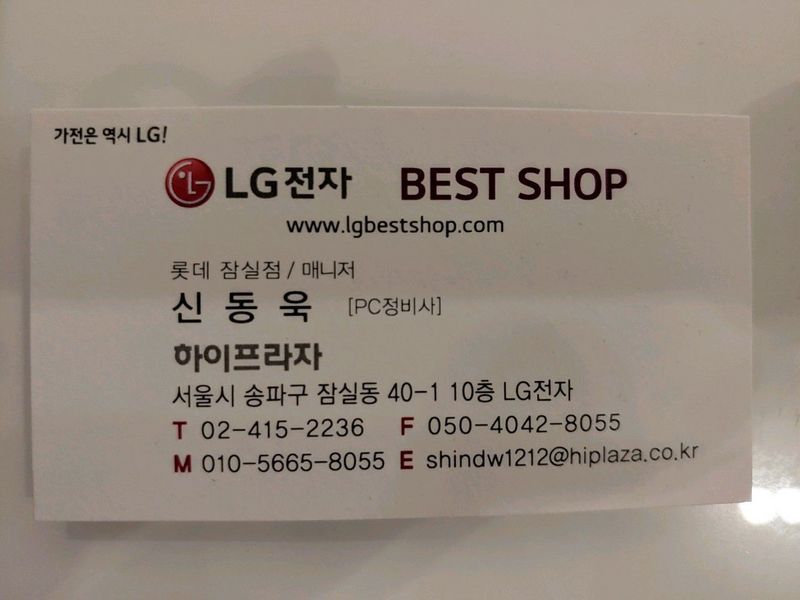 가전은 역시 LG!
LG전자 BEST SHOP
www.lgbestshop.com
롯데 잠실점 / 매니저
신 동 욱 [PC정비사]
하이프라자
서울시 송파구 잠실동 40-1 10층 LG전자
T 02-415-2236 F 050-4042-8055
M 010-5665-8055 E shindw1212@hiplaza.co.kr